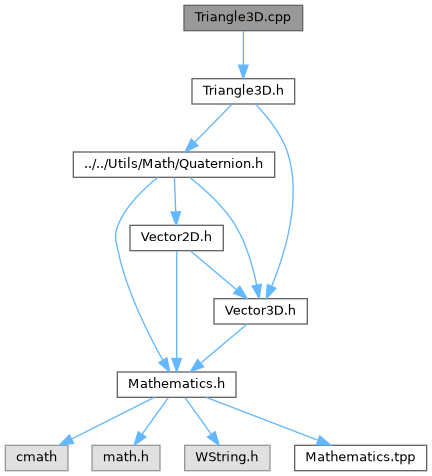 Triangle3D.cpp
Triangle3D.h
../../Utils/Math/Quaternion.h
Vector2D.h
Vector3D.h
Mathematics.h
cmath
math.h
WString.h
Mathematics.tpp